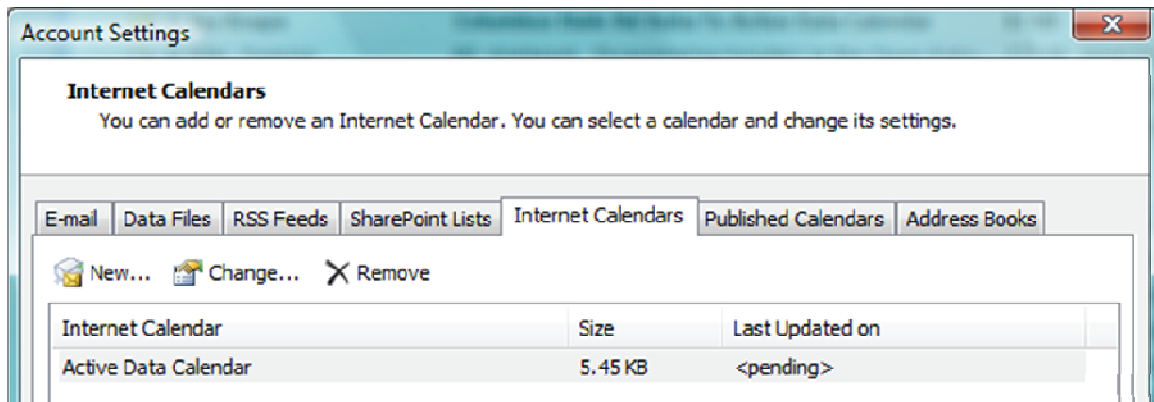 Account Settings
Internet Calendars
You can add or remove an Internet Calendar. You can select a calendar and change its settings.
E-mail Data Files RSS Feeds SharePoint Lists Internet Calendars Published Calendars Address Books
New... Change... Remove
Internet Calendar Size Last Updated on
Active Data Calendar 5.45 KB <pending>